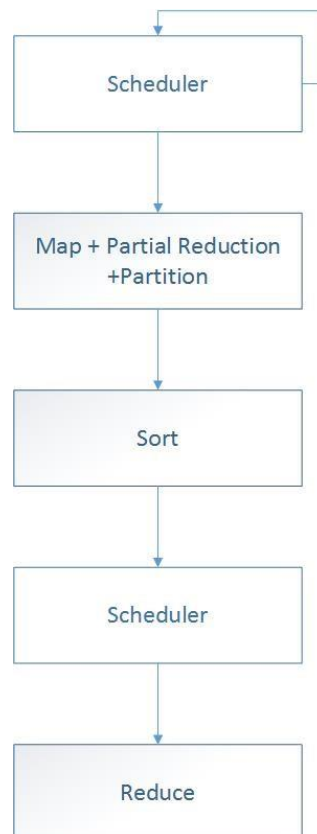 Scheduler
Map + Partial Reduction
+Partition
Sort
Scheduler
Reduce